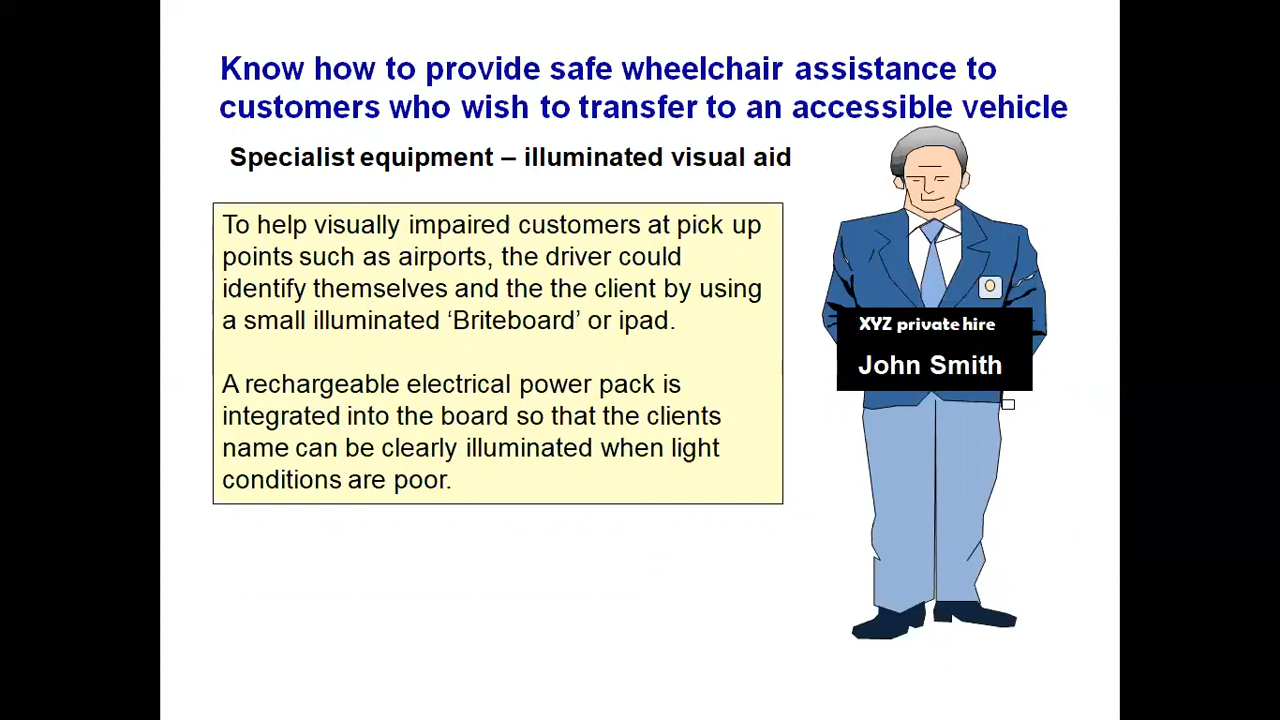 Know how to provide safe wheelchair assistance to
customers who wish to transfer to an accessible vehicle
Specialist equipment – illuminated visual aid
To help visually impaired customers at pick up
points such as airports, the driver could
identify themselves and the the client by using
a small illuminated ‘Briteboard’ or ipad.
A rechargeable electrical power pack is
integrated into the board so that the clients
name can be clearly illuminated when light
conditions are poor.
XYZ private hire
John Smith